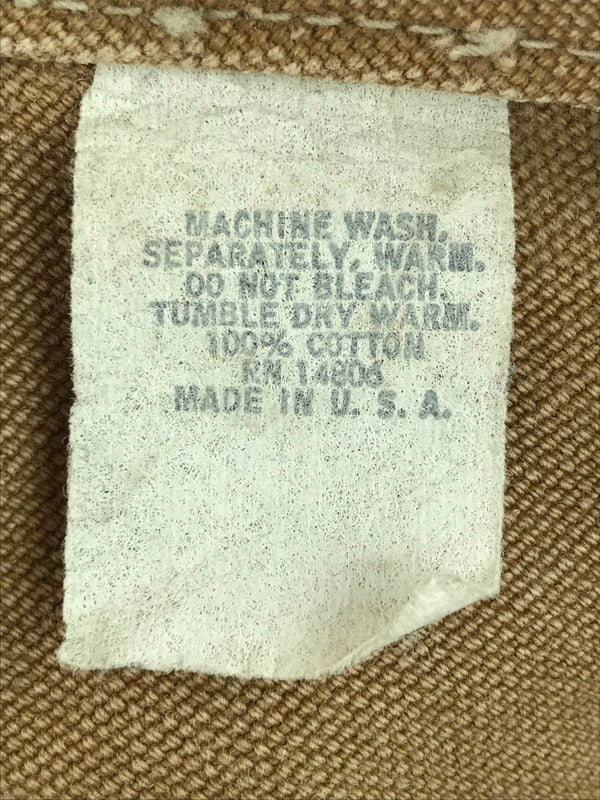 MACHINE WASH,
SEPARATELY, WARM.
DO NOT BLEACH.
TUMBLE DRY WARM.
100% COTTON
RN 14806
MADE IN U. S. A.